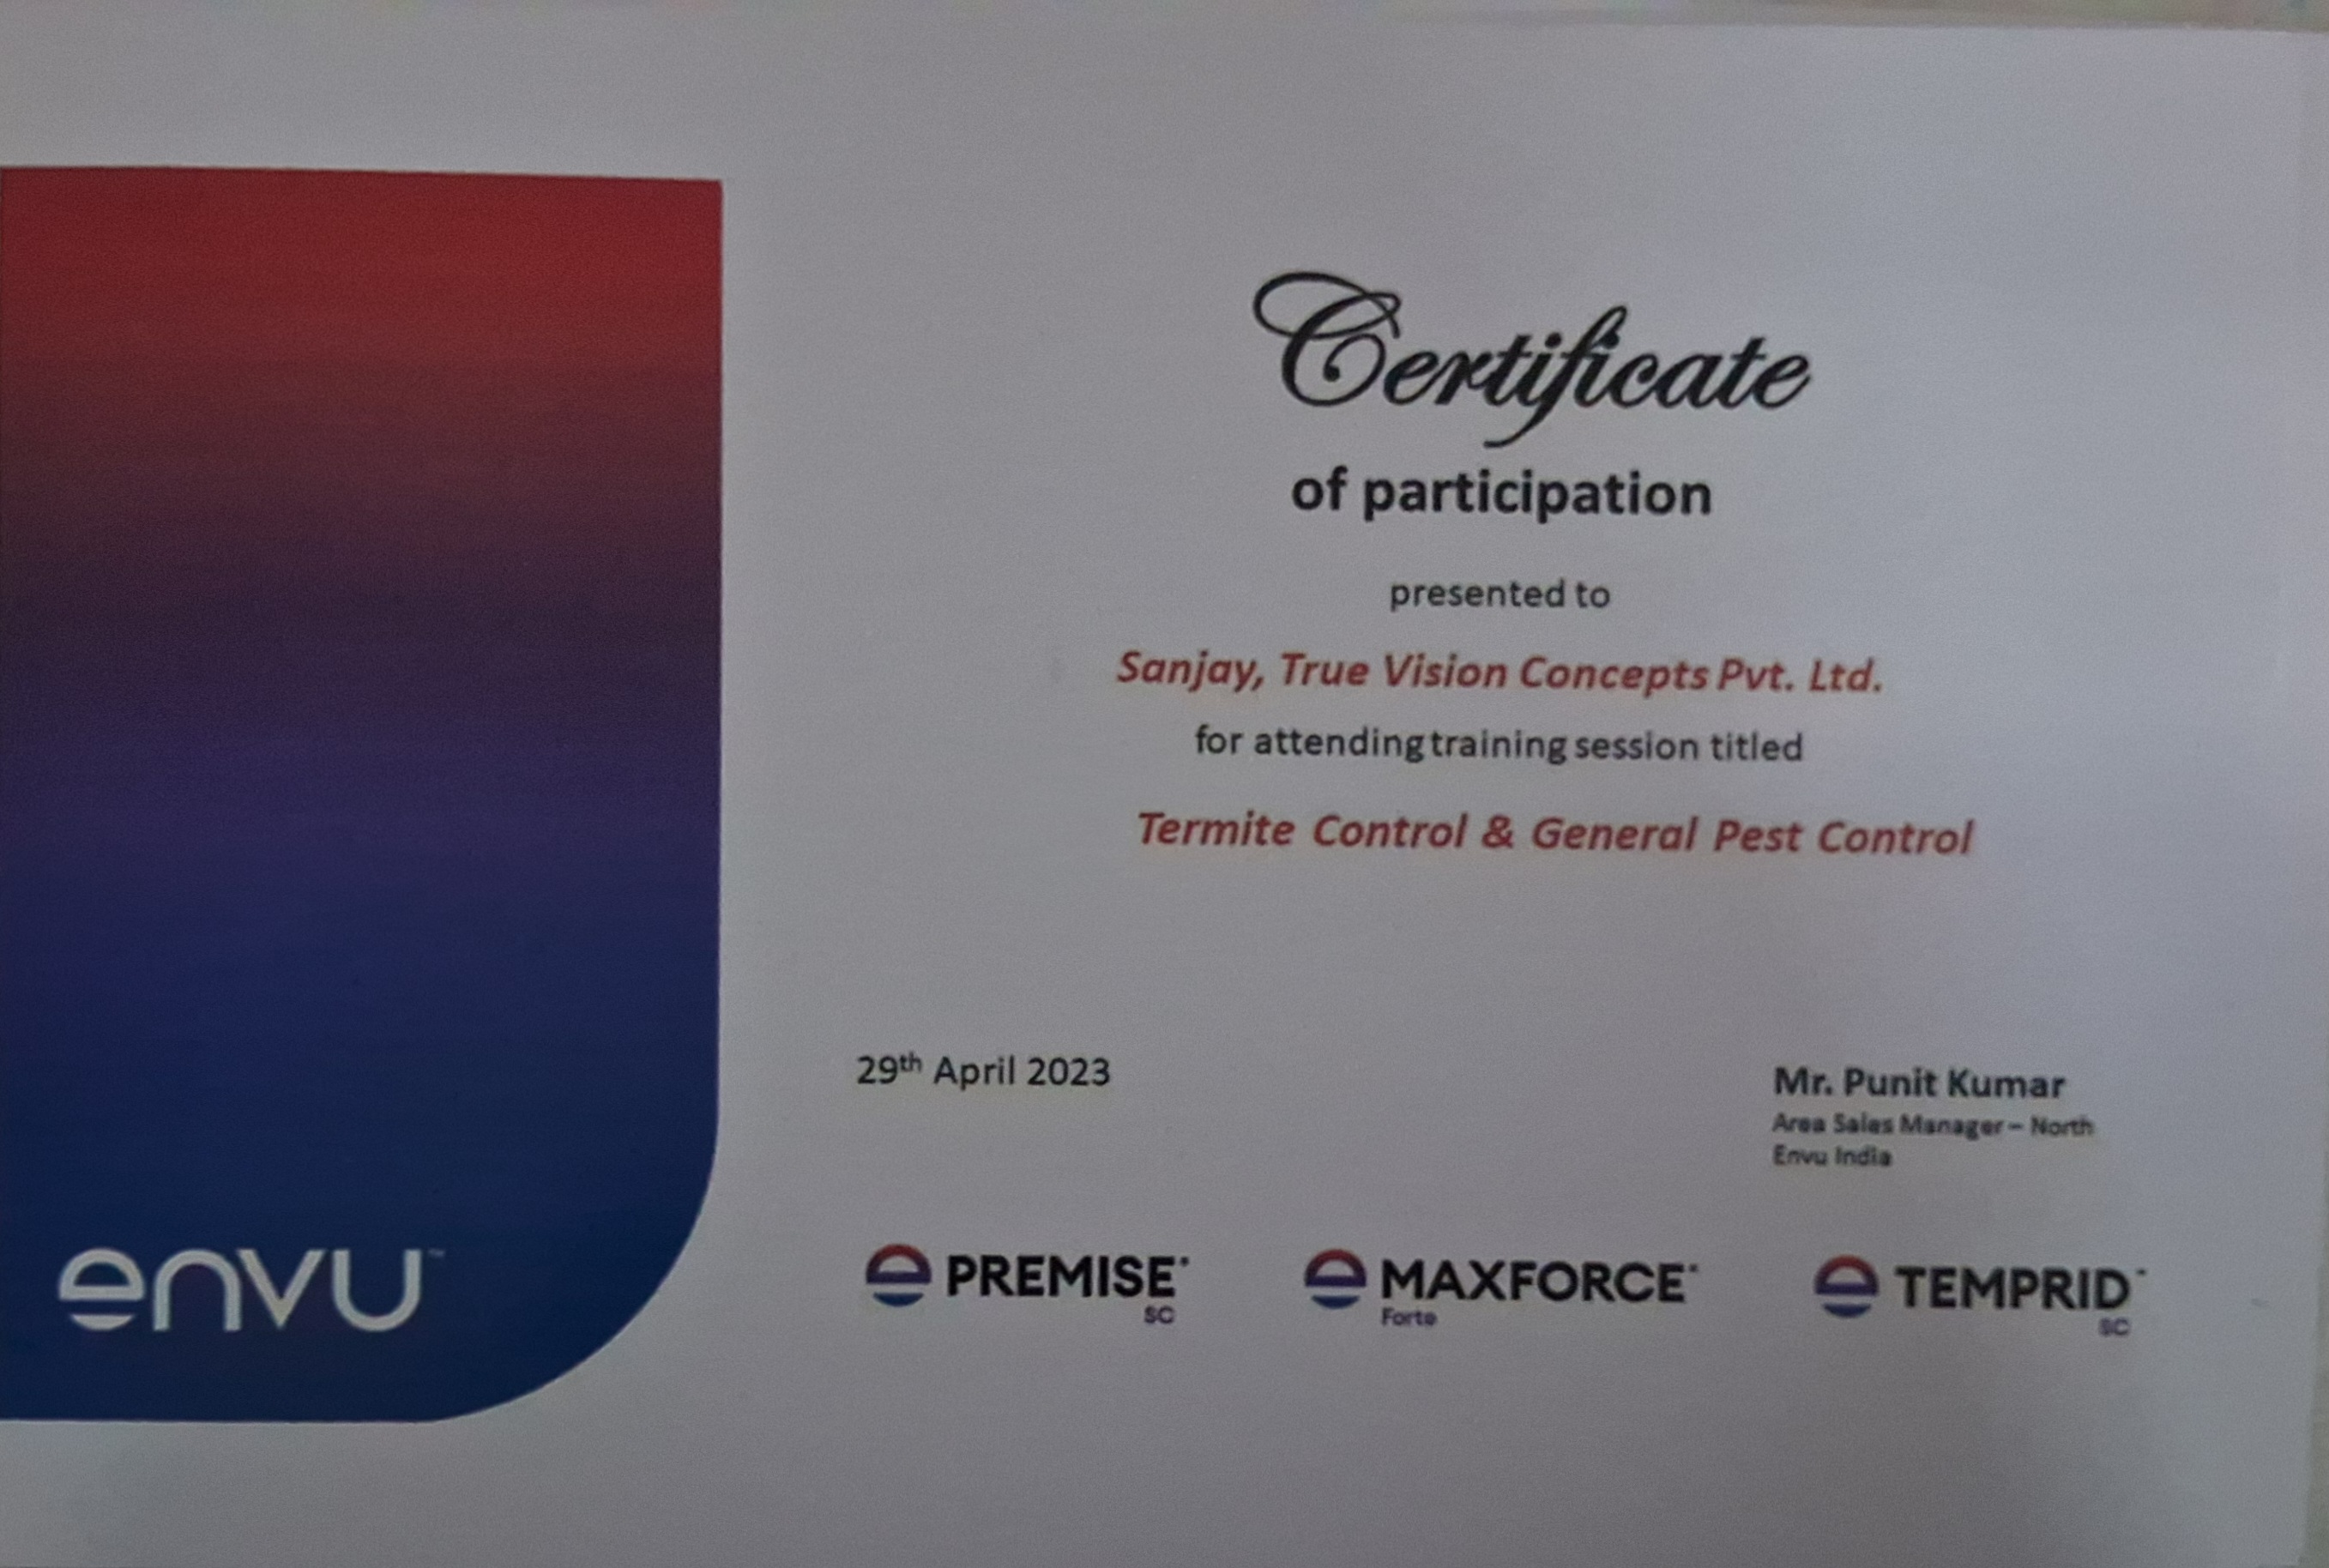 Certificate
of participation
presented to
Sanjay, True Vision Concepts Pvt. Ltd.
for attending training session titled
Termite Control & General Pest Control
29th April 2023
Mr. Punit Kumar
Area Sales Manager – North
Envu India
envu™
PREMISE
SC
MAXFORCE
Forte
TEMPRID
SC